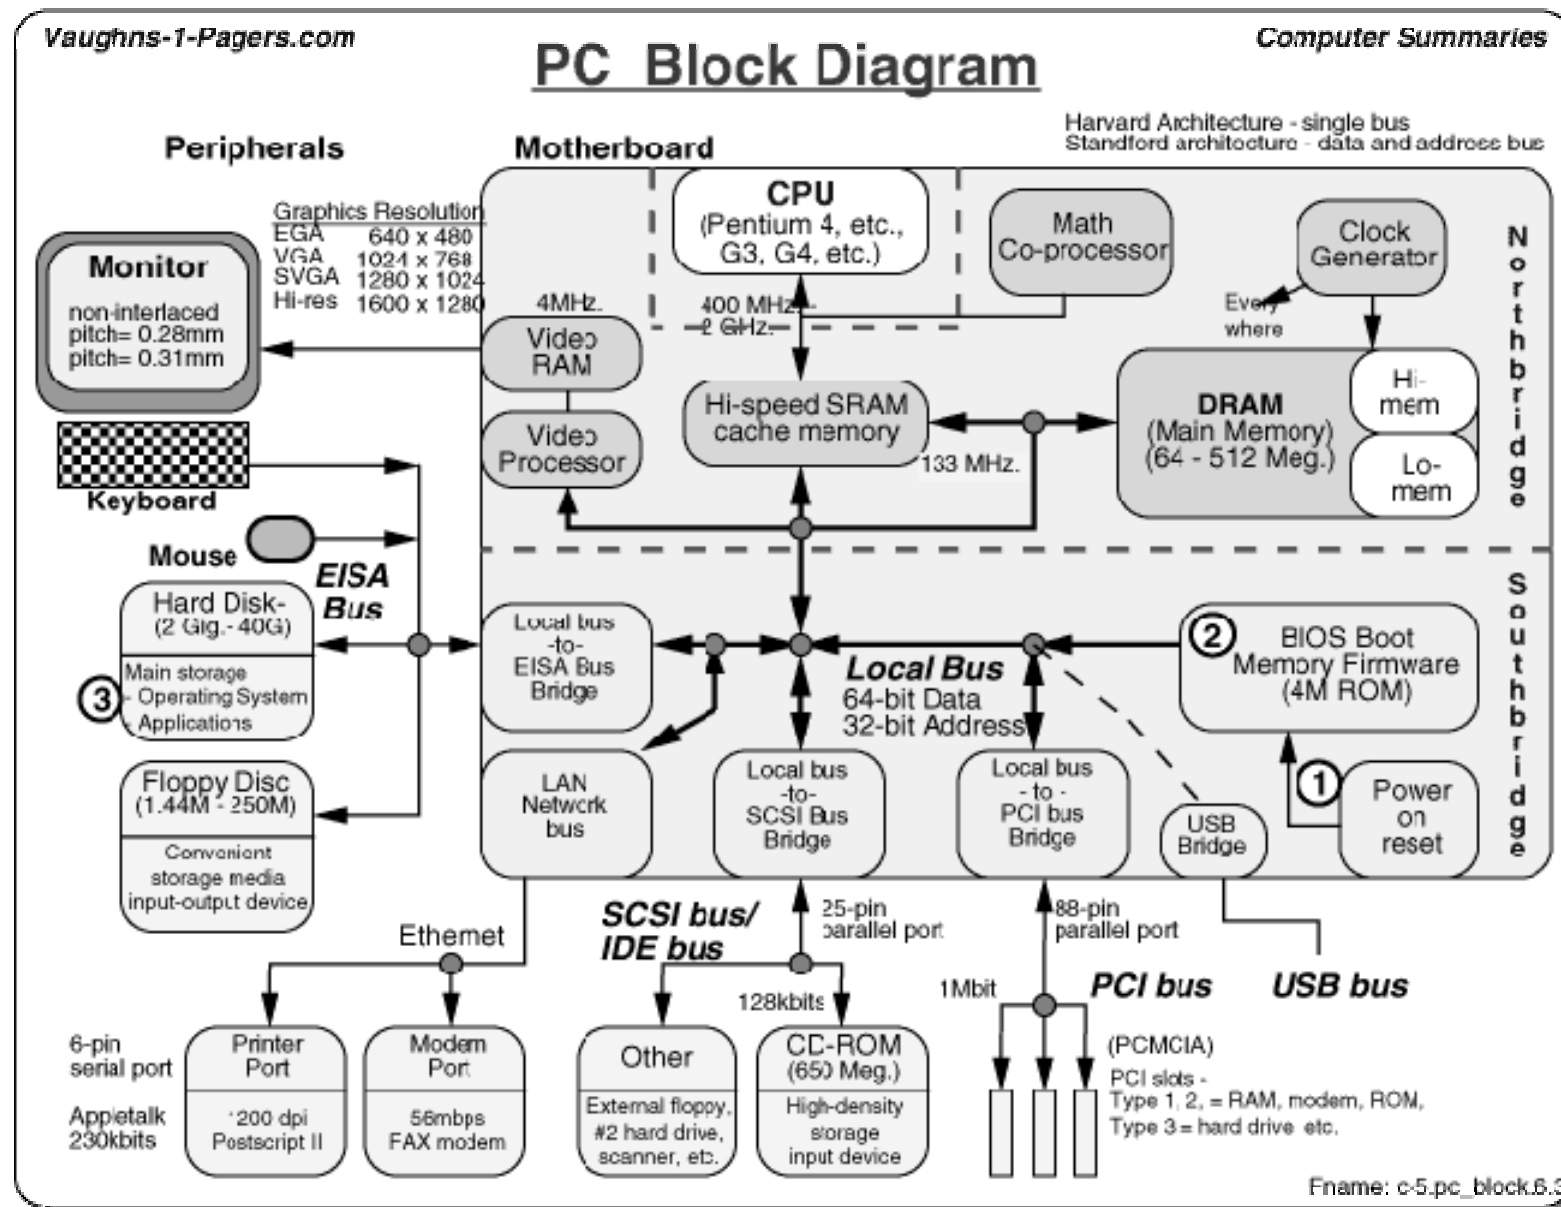 Vaughns-1-Pagers.com
Computer Summaries
PC Block Diagram
Harvard Architecture - single bus
Standford architecture - data and address bus
Peripherals
Motherboard
Graphics Resolution
EGA 640 x 480
VGA 1024 x 768
SVGA 1280 x 1024
Hi-res 1600 x 1280
Monitor
non-interlaced
pitch= 0.28mm
pitch= 0.31mm
CPU
(Pentium 4, etc.,
G3, G4, etc.)
400 MHz. -
2 GHz.
Math
Co-processor
Clock
Generator
Every
where
Northbridge
4MHz.
Video
RAM
Video
Processor
Hi-speed SRAM
cache memory
133 MHz.
DRAM
(Main Memory)
(64 - 512 Meg.)
Hi-
mem
Lo-
mem
Keyboard
Mouse
EISA
Bus
Hard Disk-
(2 Gig.- 40G)
Main storage
- Operating System
- Applications
3
Floppy Disc
(1.44M - 250M)
Convenient
storage media
input-output device
Local bus
-to-
EISA Bus
Bridge
LAN
Network
bus
Local Bus
64-bit Data
32-bit Address
Local bus
-to-
SCSI Bus
Bridge
Local bus
- to -
PCI bus
Bridge
USB
Bridge
2
BIOS Boot
Memory Firmware
(4M ROM)
1
Power
on
reset
Southbridge
Ethernet
SCSI bus/
IDE bus
25-pin
parallel port
88-pin
parallel port
128kbits
1Mbit
PCI bus
USB bus
6-pin
serial port
Appletalk
230kbits
Printer
Port
1200 dpi
Postscript II
Modem
Port
56mbps
FAX modem
Other
External floppy,
#2 hard drive,
scanner, etc.
CD-ROM
(650 Meg.)
High-density
storage
input device
(PCMCIA)
PCI slots -
Type 1, 2, = RAM, modem, ROM,
Type 3 = hard drive etc.
Fname: c-5.pc_block.6.3